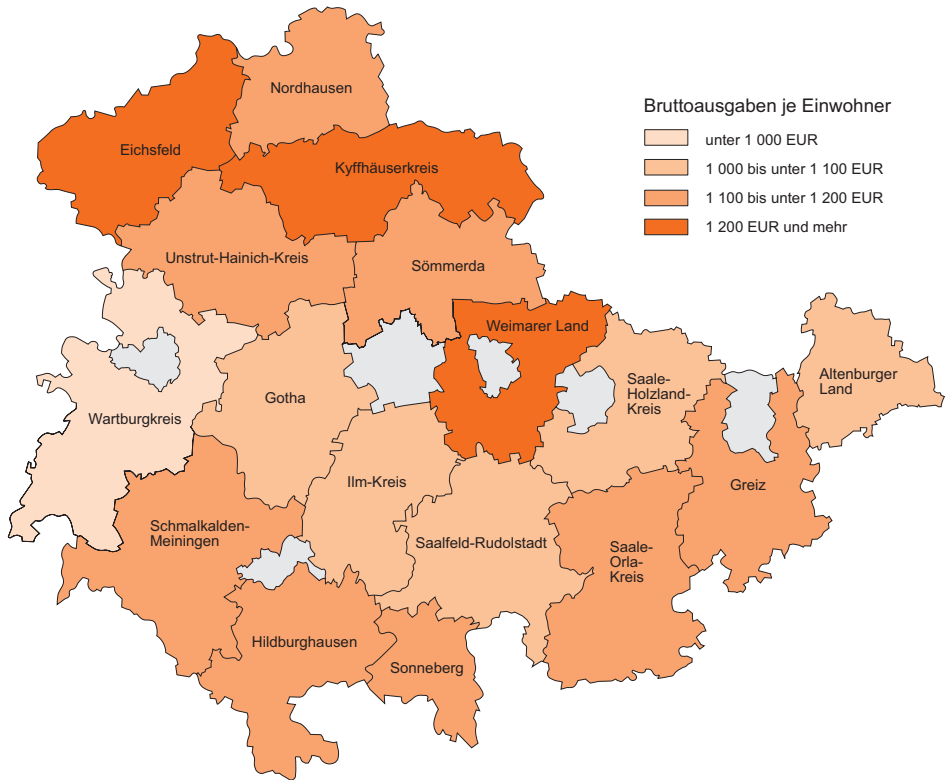 Nordhausen
Bruttoausgaben je Einwohner
unter 1 000 EUR
1 000 bis unter 1 100 EUR
1 100 bis unter 1 200 EUR
1 200 EUR und mehr
Eichsfeld
Kyffhäuserkreis
Unstrut-Hainich-Kreis
Sömmerda
Weimarer Land
Altenburger
Land
Saale-
Holzland-
Kreis
Gotha
Wartburgkreis
Ilm-Kreis
Greiz
Schmalkalden-
Meiningen
Saalfeld-Rudolstadt
Saale-
Orla-
Kreis
Hildburghausen
Sonneberg